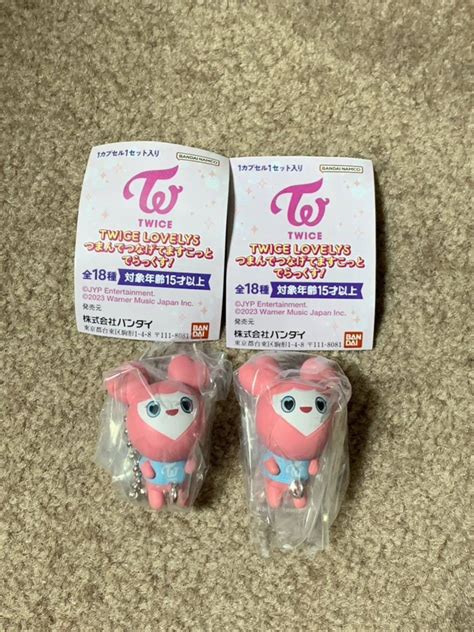 1カプセル1セット入り
BANDAI NAMCO
TWICE
TWICE LOVELYS
つまんでつなげてますこっと
でらっくす!
全18種 対象年齢15才以上
©JYP Entertainment.
©2023 Warner Music Japan Inc.
発売元
株式会社バンダイ
東京都台東区駒形1-4-8 〒111-8081
BAN
DAI
1カプセル1セット入り
BANDAI NAMCO
TWICE
TWICE LOVELYS
つまんでつなげてますこっと
でらっくす!
全18種 対象年齢15才以上
©JYP Entertainment.
©2023 Warner Music Japan Inc.
発売元
株式会社バンダイ
東京都台東区駒形1-4-8 〒111-8081
BAN
DAI